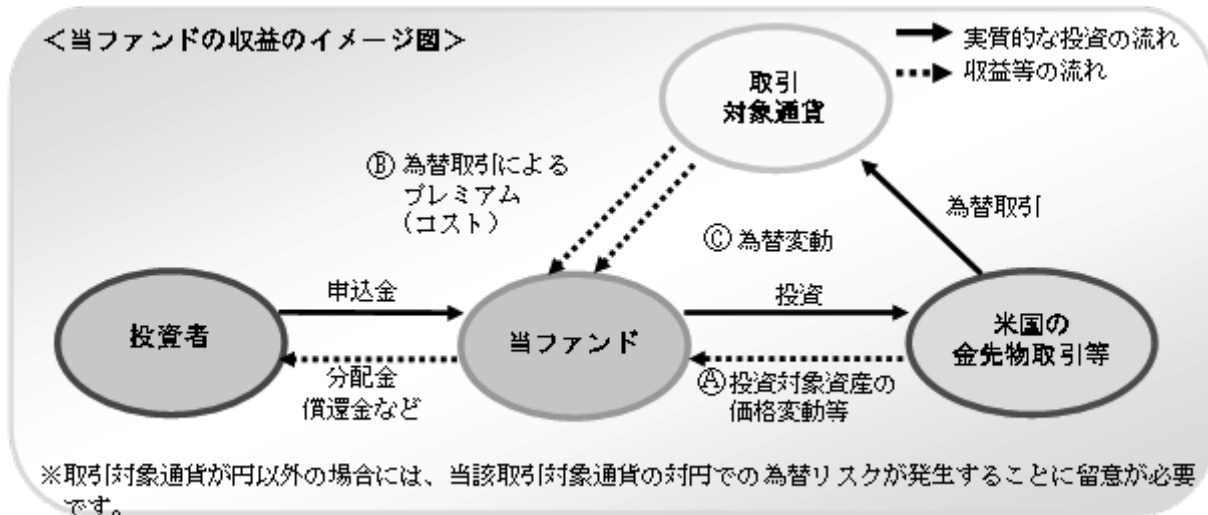 ＜当ファンドの収益のイメージ図＞
実質的な投資の流れ
収益等の流れ
取引
対象通貨
Ⓑ 為替取引による
プレミアム
（コスト）
為替取引
Ⓒ 為替変動
投資者
申込金
分配金
償還金など
当ファンド
投資
Ⓐ 投資対象資産の
価格変動等
米国の
金先物取引等
※取引対象通貨が円以外の場合には、当該取引対象通貨の対円での為替リスクが発生することに留意が必要
です。